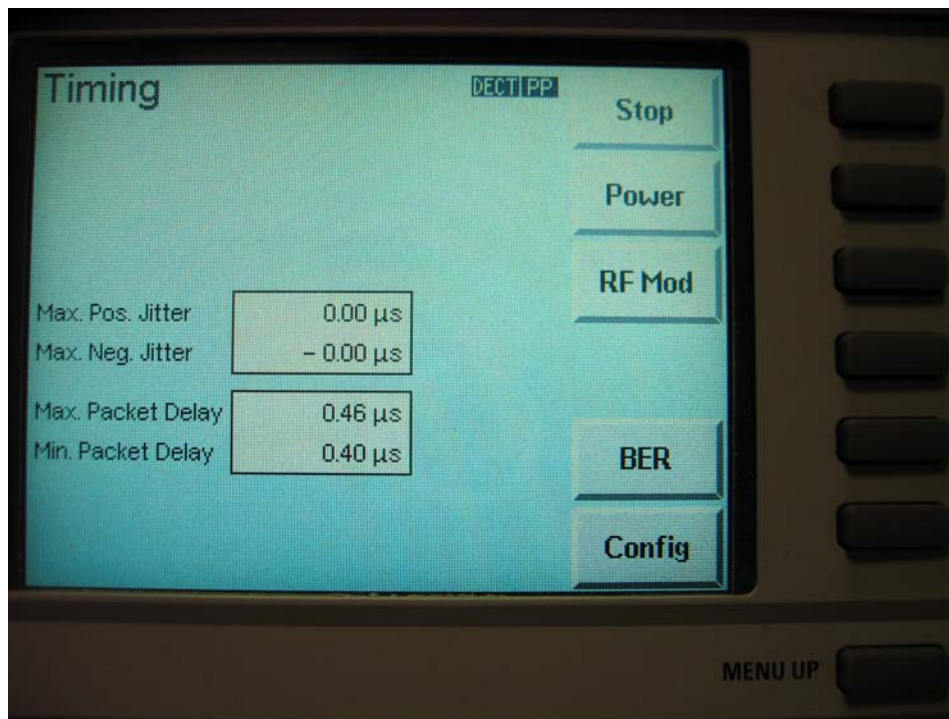 Timing
DECT PP
Stop
Power
RF Mod
Max. Pos. Jitter 0.00 µs
Max. Neg. Jitter – 0.00 µs
Max. Packet Delay 0.46 µs
Min. Packet Delay 0.40 µs
BER
Config
MENU UP